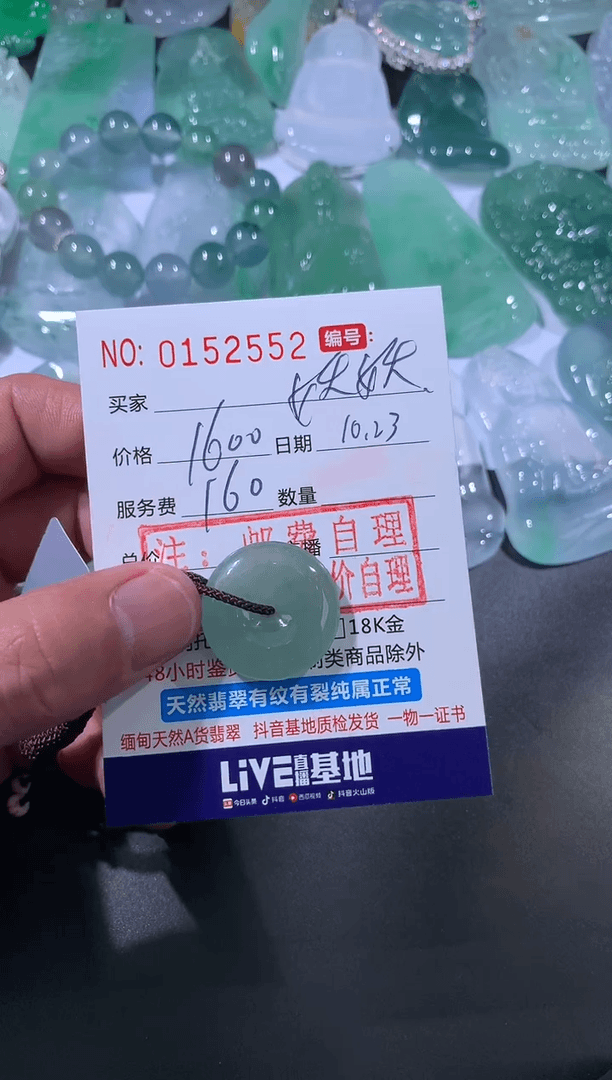 NO: 0152552 编号:
买家 妖妖
价格 1600 日期 10.23
服务费 160 数量
总价 播
注: 邮费自理
价自理
18K金
48小时鉴 类商品除外
天然翡翠有纹有裂纯属正常
缅甸天然A货翡翠 抖音基地质检发货 一物一证书
LiVE直播基地
今日头条 抖音 西瓜视频 抖音火山版